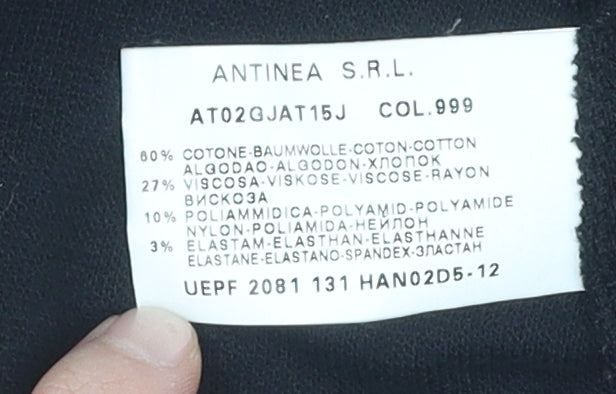 ANTINEA S.R.L.
AT02GJAT15J COL.999
60% COTONE-BAUMWOLLE-COTON-COTTON
ALGODAO-ALGODON-ХЛОПОК
27% VISCOSA-VISKOSE-VISCOSE-RAYON
ВИСКОЗА
10% POLIAMMIDICA-POLYAMID-POLYAMIDE
NYLON-POLIAMIDA-НЕЙЛОН
3% ELASTAM-ELASTHAN-ELASTHANNE
ELASTANE-ELASTANO-SPANDEX-ЭЛАСТАН
UEPF 2081 131 HAN02D5-12